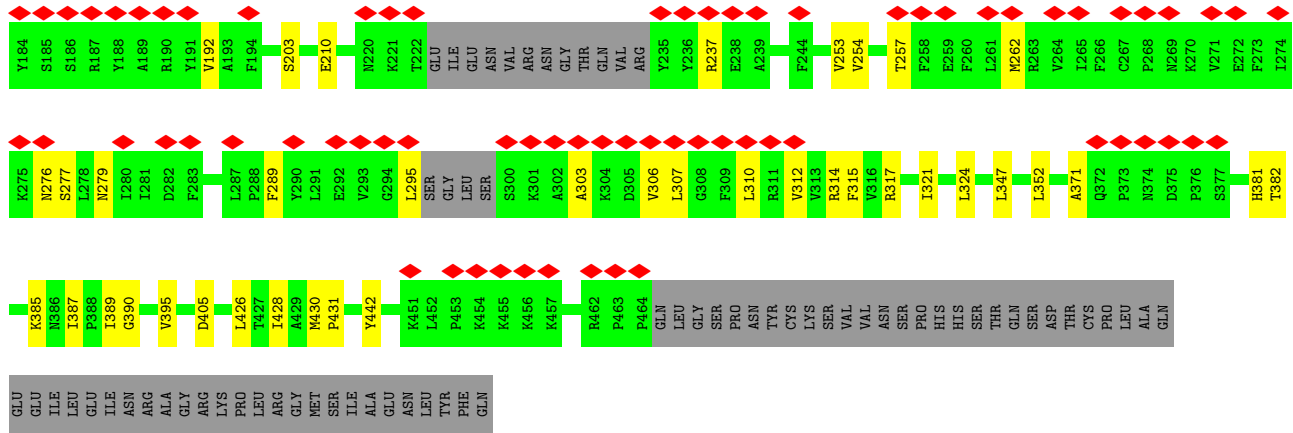 Y184 S185 S186 R187 Y188 A189 R190 Y191 V192 A193 F194 S203 E210 N220 K221 T222 GLU ILE GLU ASN VAL ARG ASN GLY THR GLN VAL ARG Y235 Y236 R237 E238 A239 F244 V253 V254 T257 F258 E259 F260 L261 M262 R263 V264 I265 F266 C267 P268 N269 K270 V271 E272 F273 I274
K275 N276 S277 L278 N279 I280 I281 D282 F283 L287 P288 F289 Y290 L291 E292 V293 G294 L295 SER GLY LEU SER S300 K301 A302 A303 K304 D305 V306 L307 G308 F309 L310 R311 V312 V313 R314 F315 V316 R317 I321 L324 L347 L352 A371 Q372 P373 N374 D375 P376 S377 H381 T382
K385 N386 I387 P388 I389 G390 V395 D405 L426 T427 I428 A429 M430 P431 Y442 K451 L452 P453 K454 K455 K456 K457 R462 P463 P464 GLN LEU GLY SER PRO ASN TYR CYS LYS SER VAL VAL ASN SER PRO HIS HIS SER THR GLN SER ASP THR CYS PRO LEU ALA GLN
GLU GLU ILE LEU GLU ILE ASN ARG ALA GLY ARG LYS PRO LEU ARG GLY MET SER ILE ALA GLU ASN LEU TYR PHE GLN